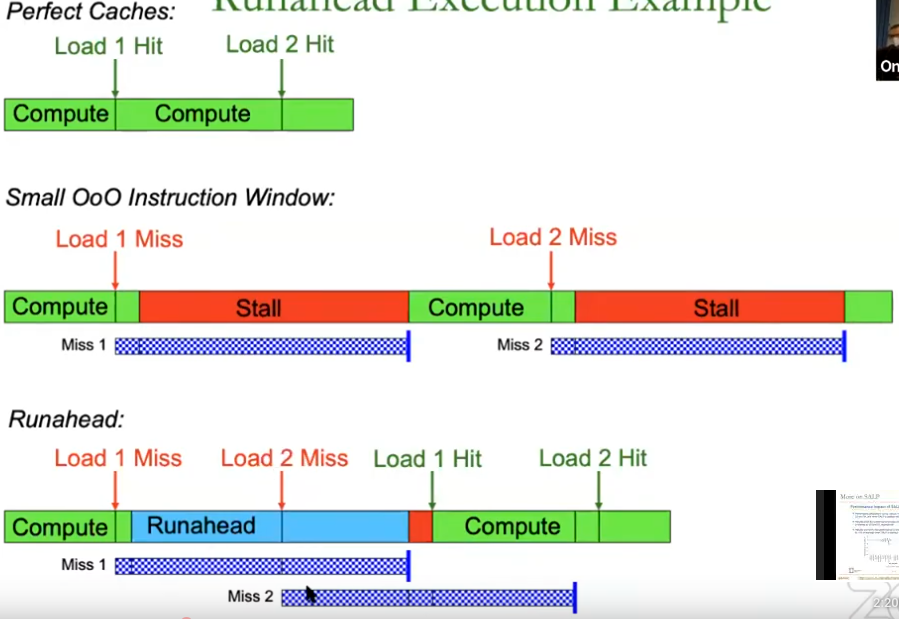 Perfect Caches:
Runahead Execution Example
Load 1 Hit
Load 2 Hit
On
Compute
Compute
Small OoO Instruction Window:
Load 1 Miss
Load 2 Miss
Compute
Stall
Compute
Stall
Miss 1
Miss 2
Runahead:
Load 1 Miss
Load 2 Miss
Load 1 Hit
Load 2 Hit
Compute
Runahead
Compute
Miss 1
Miss 2
More on SALP
2:20